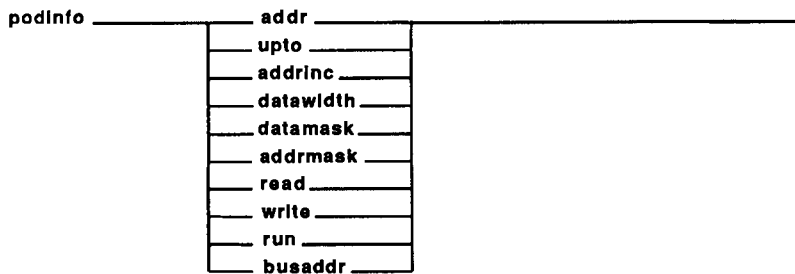 podinfo addr
upto
addrinc
datawidth
datamask
addrmask
read
write
run
busaddr